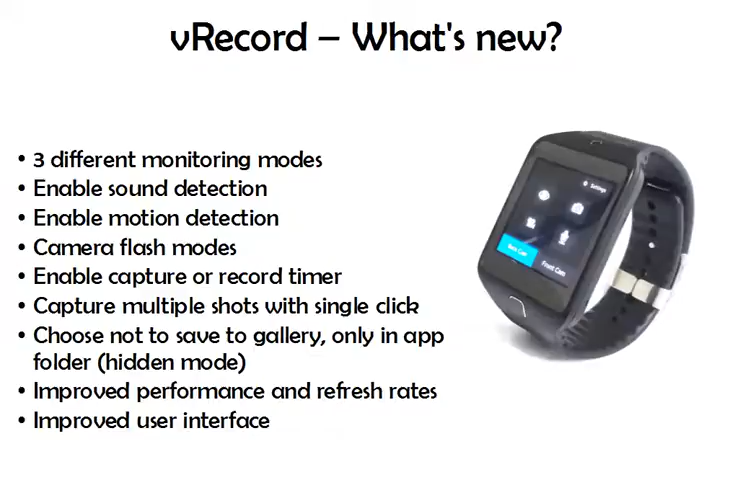 vRecord – What's new?
• 3 different monitoring modes
• Enable sound detection
• Enable motion detection
• Camera flash modes
• Enable capture or record timer
• Capture multiple shots with single click
• Choose not to save to gallery, only in app
folder (hidden mode)
• Improved performance and refresh rates
• Improved user interface
Settings
Back Cam
Front Cam